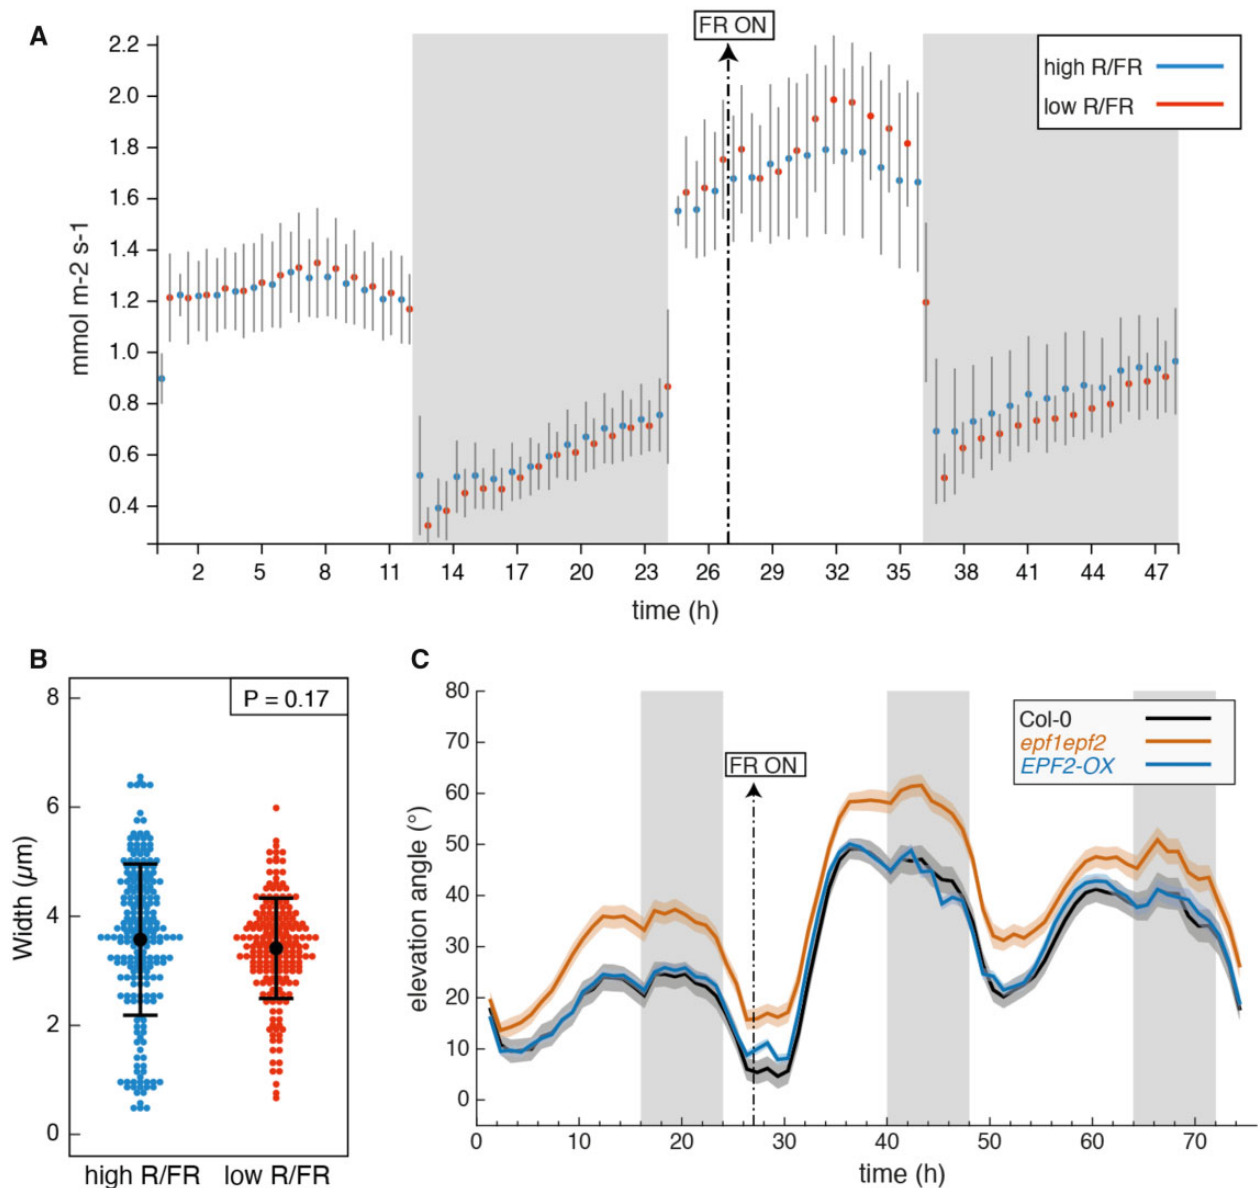 A
FR ON
high R/FR
low R/FR
2.2
2.0
1.8
1.6
1.4
1.2
1.0
0.8
0.6
0.4
mmol m-2 s-1
2 5 8 11 14 17 20 24 26 29 32 35 38 41 44 47
time (h)
B
P = 0.17
8
6
4
2
0
Width (µm)
high R/FR low R/FR
C
Col-0
epf1epf2
EPF2-OX
FR ON
80
70
60
50
40
30
20
10
0
elevation angle (°)
0 10 20 30 40 50 60 70
time (h)